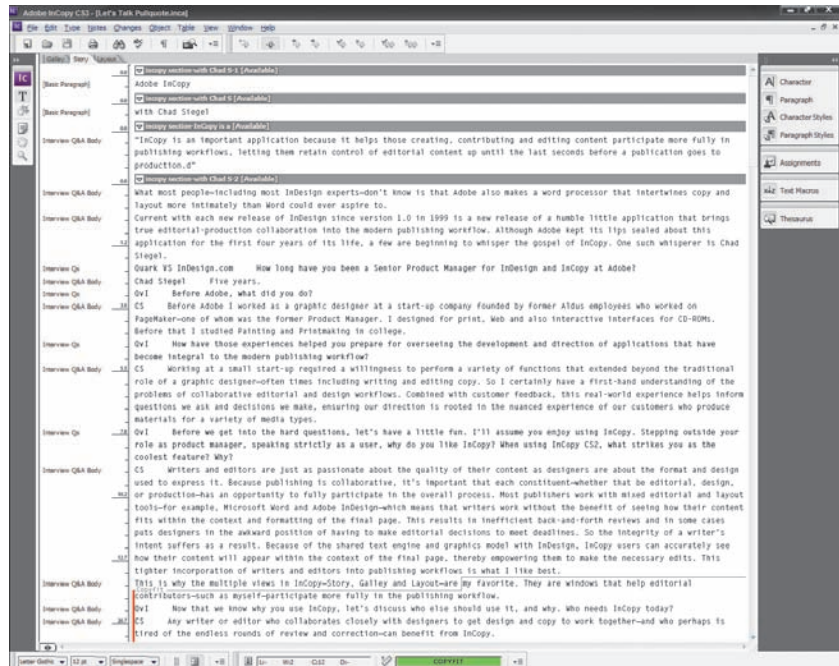 Adobe InCopy CS3 - [Let's Talk Pullquote.inca]
File Edit Type Notes Changes Object Table View Window Help
Galley Story Layout
0.0 incopy section-with Chad S-1 [Available]
[Basic Paragraph] Adobe InCopy
0.0 incopy section-with Chad S [Available]
[Basic Paragraph] with Chad Siegel
0.0 incopy section-InCopy is a [Available]
Interview Q&A Body "InCopy is an important application because it helps those creating, contributing and editing content participate more fully in
publishing workflows, letting them retain control of editorial content up until the last seconds before a publication goes to
production.d"
0.0 incopy section-with Chad S-2 [Available]
Interview Q&A Body What most people—including most InDesign experts—don't know is that Adobe also makes a word processor that intertwines copy and
layout more intimately than Word could ever aspire to.
Interview Q&A Body Current with each new release of InDesign since version 1.0 in 1999 is a new release of a humble little application that brings
true editorial-production collaboration into the modern publishing workflow. Although Adobe kept its lips sealed about this
application for the first four years of its life, a few are beginning to whisper the gospel of InCopy. One such whisperer is Chad
Siegel.
Interview Qs Quark VS InDesign.com How long have you been a Senior Product Manager for InDesign and InCopy at Adobe?
Interview Q&A Body Chad Siegel Five years.
Interview Qs QvI Before Adobe, what did you do?
Interview Q&A Body CS Before Adobe I worked as a graphic designer at a start-up company founded by former Aldus employees who worked on
PageMaker—one of whom was the former Product Manager. I designed for print, Web and also interactive interfaces for CD-ROMs.
Before that I studied Painting and Printmaking in college.
Interview Qs QvI How have those experiences helped you prepare for overseeing the development and direction of applications that have
become integral to the modern publishing workflow?
Interview Q&A Body CS Working at a small start-up required a willingness to perform a variety of functions that extended beyond the traditional
role of a graphic designer—often times including writing and editing copy. So I certainly have a first-hand understanding of the
problems of collaborative editorial and design workflows. Combined with customer feedback, this real-world experience helps inform
questions we ask and decisions we make, ensuring our direction is rooted in the nuanced experience of our customers who produce
materials for a variety of media types.
Interview Qs QvI Before we get into the hard questions, let's have a little fun. I'll assume you enjoy using InCopy. Stepping outside your
role as product manager, speaking strictly as a user, why do you like InCopy? When using InCopy CS2, what strikes you as the
coolest feature? Why?
Interview Q&A Body CS Writers and editors are just as passionate about the quality of their content as designers are about the format and design
used to express it. Because publishing is collaborative, it's important that each constituent—whether that be editorial, design,
or production—has an opportunity to fully participate in the overall process. Most publishers work with mixed editorial and layout
tools—for example, Microsoft Word and Adobe InDesign—which means that writers work without the benefit of seeing how their content
fits within the context and formatting of the final page. This results in inefficient back-and-forth reviews and in some cases
puts designers in the awkward position of having to make editorial decisions to meet deadlines. So the integrity of a writer's
intent suffers as a result. Because of the shared text engine and graphics model with InDesign, InCopy users can accurately see
how their content will appear within the context of the final page, thereby empowering them to make the necessary edits. This
tighter incorporation of writers and editors into publishing workflows is what I like best.
Interview Q&A Body This is why the multiple views in InCopy—Story, Galley and Layout—are my favorite. They are windows that help editorial
Copyfit
contributors—such as myself—participate more fully in the publishing workflow.
Interview Qs QvI Now that we know why you use InCopy, let's discuss who else should use it, and why. Who needs InCopy today?
Interview Q&A Body CS Any writer or editor who collaborates closely with designers to get design and copy to work together—and who perhaps is
tired of the endless rounds of review and correction—can benefit from InCopy.
Character
Paragraph
Character Styles
Paragraph Styles
Assignments
Text Macros
Thesaurus
Letter Gothic 12 pt Singlespace COPYFIT